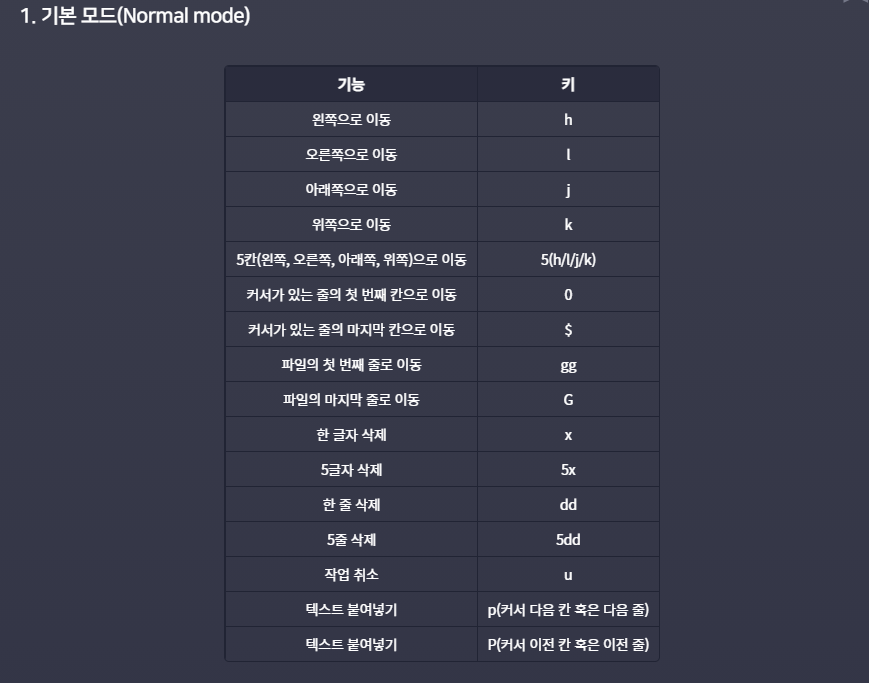 1. 기본 모드(Normal mode)
기능 키
왼쪽으로 이동 h
오른쪽으로 이동 l
아래쪽으로 이동 j
위쪽으로 이동 k
5칸(왼쪽, 오른쪽, 아래쪽, 위쪽)으로 이동 5(h/l/j/k)
커서가 있는 줄의 첫 번째 칸으로 이동 0
커서가 있는 줄의 마지막 칸으로 이동 $
파일의 첫 번째 줄로 이동 gg
파일의 마지막 줄로 이동 G
한 글자 삭제 x
5글자 삭제 5x
한 줄 삭제 dd
5줄 삭제 5dd
작업 취소 u
텍스트 붙여넣기 p(커서 다음 칸 혹은 다음 줄)
텍스트 붙여넣기 P(커서 이전 칸 혹은 이전 줄)